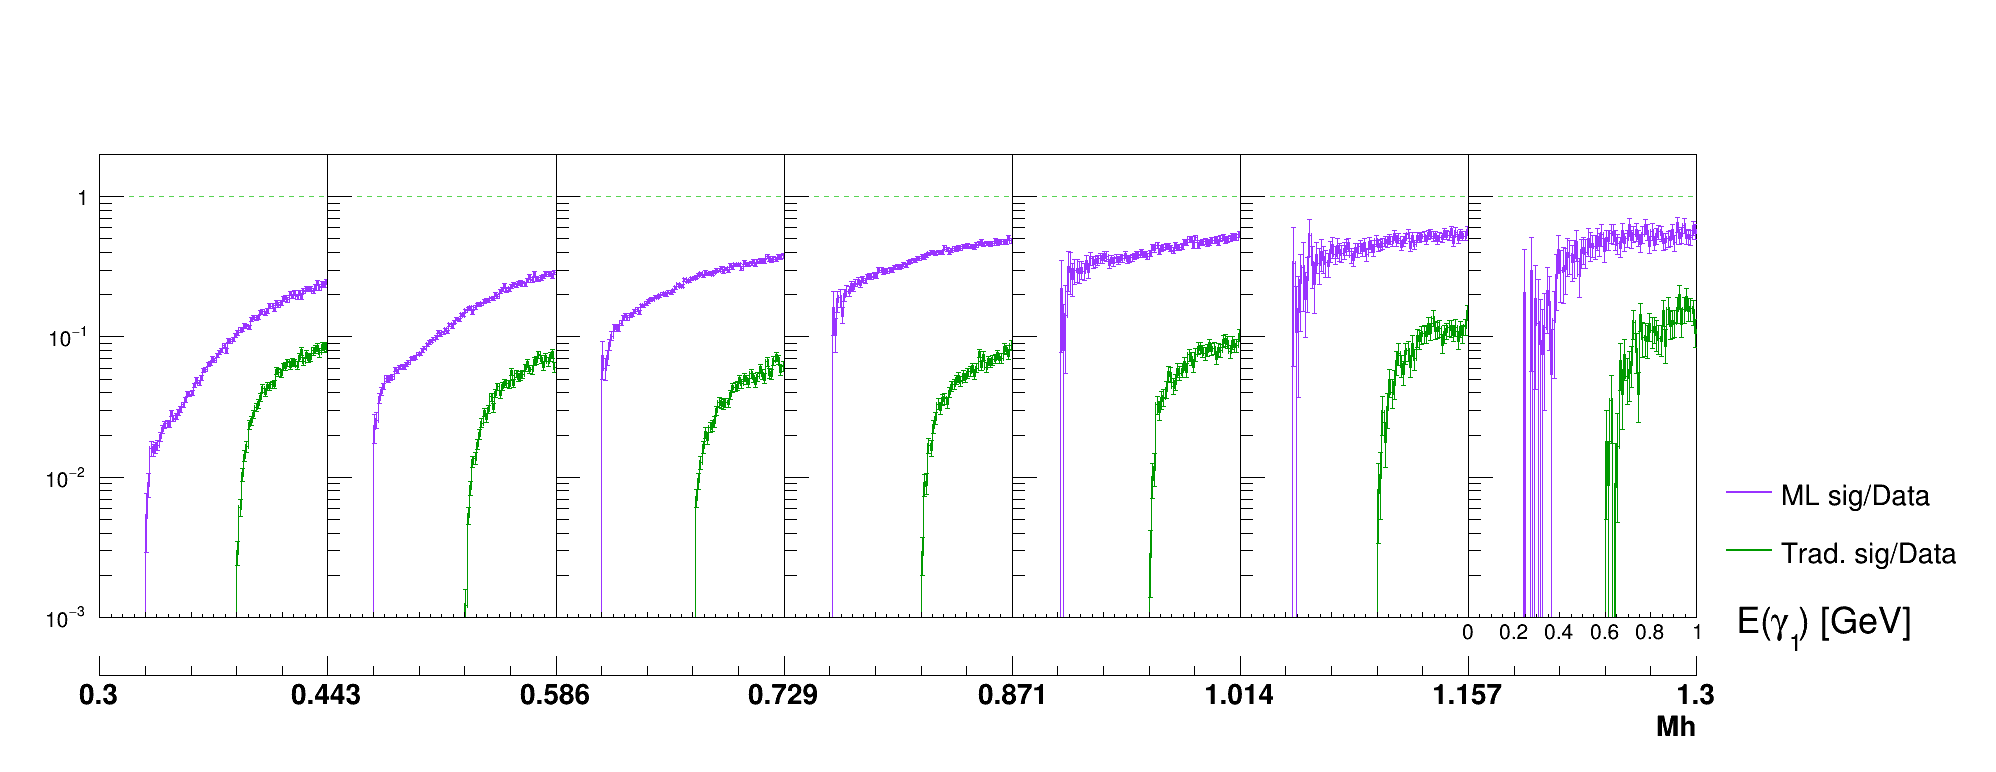 1
10⁻¹
10⁻²
10⁻³
ML sig/Data
Trad. sig/Data
E(γ₁) [GeV]
0 0.2 0.4 0.6 0.8 1
0.3 0.443 0.586 0.729 0.871 1.014 1.157 1.3
Mh